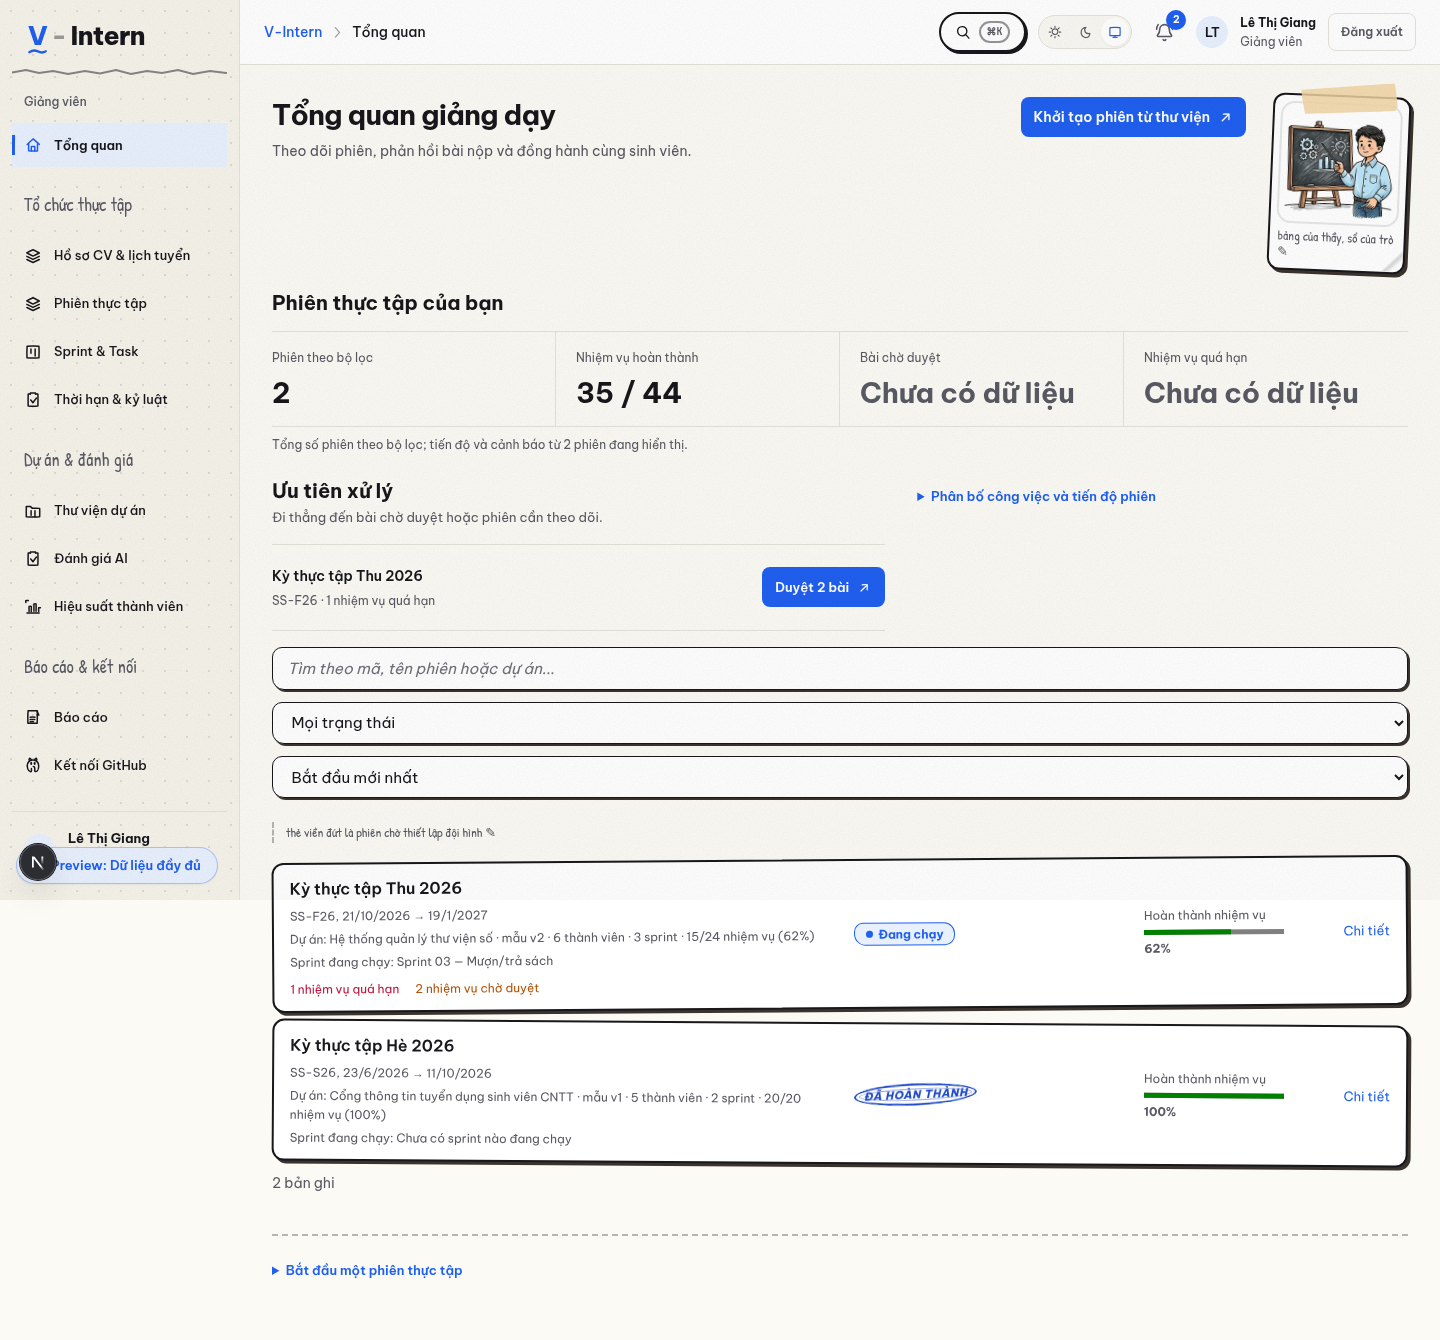 V - Intern
Giảng viên
Tổng quan
Tổ chức thực tập
Hồ sơ CV & lịch tuyển
Phiên thực tập
Sprint & Task
Thời hạn & kỷ luật
Dự án & đánh giá
Thư viện dự án
Đánh giá AI
Hiệu suất thành viên
Báo cáo & kết nối
Báo cáo
Kết nối GitHub
Lê Thị Giang
N
Preview: Dữ liệu đầy đủ
V-Intern > Tổng quan
⌘K
2
LT
Lê Thị Giang
Giảng viên
Đăng xuất
Tổng quan giảng dạy
Theo dõi phiên, phản hồi bài nộp và đồng hành cùng sinh viên.
Khởi tạo phiên từ thư viện ↗
bảng của thầy, sổ của trò
✎
Phiên thực tập của bạn
Phiên theo bộ lọc
2
Nhiệm vụ hoàn thành
35 / 44
Bài chờ duyệt
Chưa có dữ liệu
Nhiệm vụ quá hạn
Chưa có dữ liệu
Tổng số phiên theo bộ lọc; tiến độ và cảnh báo từ 2 phiên đang hiển thị.
Ưu tiên xử lý
Đi thẳng đến bài chờ duyệt hoặc phiên cần theo dõi.
▶ Phân bố công việc và tiến độ phiên
Kỳ thực tập Thu 2026
SS-F26 · 1 nhiệm vụ quá hạn
Duyệt 2 bài ↗
Tìm theo mã, tên phiên hoặc dự án...
Mọi trạng thái
Bắt đầu mới nhất
thẻ viền đứt là phiên chờ thiết lập đội hình ✎
Kỳ thực tập Thu 2026
SS-F26, 21/10/2026 → 19/1/2027
Dự án: Hệ thống quản lý thư viện số · mẫu v2 · 6 thành viên · 3 sprint · 15/24 nhiệm vụ (62%)
Sprint đang chạy: Sprint 03 — Mượn/trả sách
1 nhiệm vụ quá hạn 2 nhiệm vụ chờ duyệt
Đang chạy
Hoàn thành nhiệm vụ
62%
Chi tiết
Kỳ thực tập Hè 2026
SS-S26, 23/6/2026 → 11/10/2026
Dự án: Cổng thông tin tuyển dụng sinh viên CNTT · mẫu v1 · 5 thành viên · 2 sprint · 20/20
nhiệm vụ (100%)
Sprint đang chạy: Chưa có sprint nào đang chạy
ĐÃ HOÀN THÀNH
Hoàn thành nhiệm vụ
100%
Chi tiết
2 bản ghi
▶ Bắt đầu một phiên thực tập